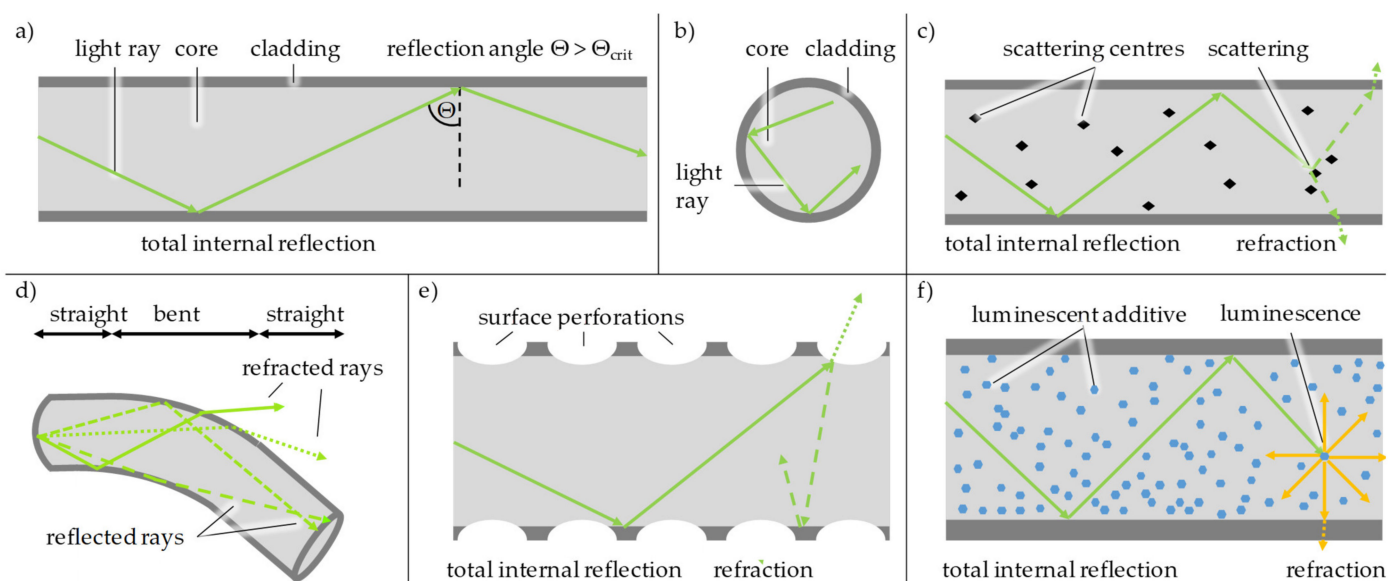 a)
light ray core cladding reflection angle Θ > Θcrit
Θ
total internal reflection
b)
core cladding
light
ray
c)
scattering centres scattering
total internal reflection refraction
d)
straight bent straight
refracted rays
reflected rays
e)
surface perforations
total internal reflection refraction
f)
luminescent additive luminescence
total internal reflection refraction